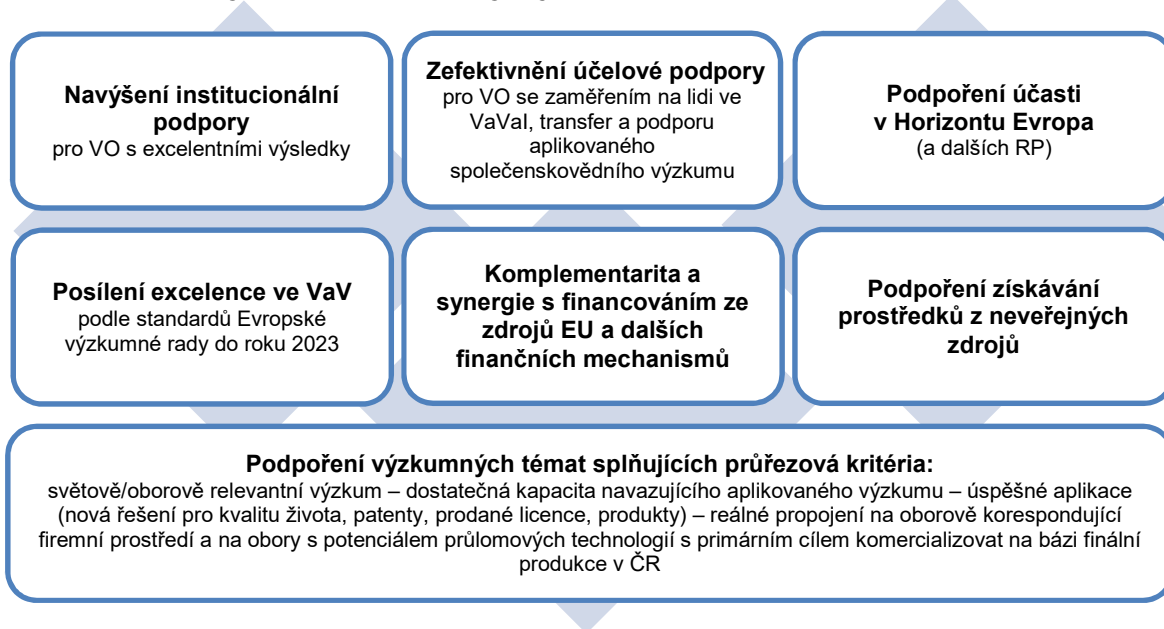 Navýšení institucionální
podpory
pro VO s excelentními výsledky
Zefektivnění účelové podpory
pro VO se zaměřením na lidi ve
VaVaI, transfer a podporu
aplikovaného
společenskovědního výzkumu
Podpoření účasti
v Horizontu Evropa
(a dalších RP)
Posílení excelence ve VaV
podle standardů Evropské
výzkumné rady do roku 2023
Komplementarita a
synergie s financováním ze
zdrojů EU a dalších
finančních mechanismů
Podpoření získávání
prostředků z neveřejných
zdrojů
Podpoření výzkumných témat splňujících průřezová kritéria:
světově/oborově relevantní výzkum – dostatečná kapacita navazujícího aplikovaného výzkumu – úspěšné aplikace
(nová řešení pro kvalitu života, patenty, prodané licence, produkty) – reálné propojení na oborově korespondující
firemní prostředí a na obory s potenciálem průlomových technologií s primárním cílem komercializovat na bázi finální
produkce v ČR